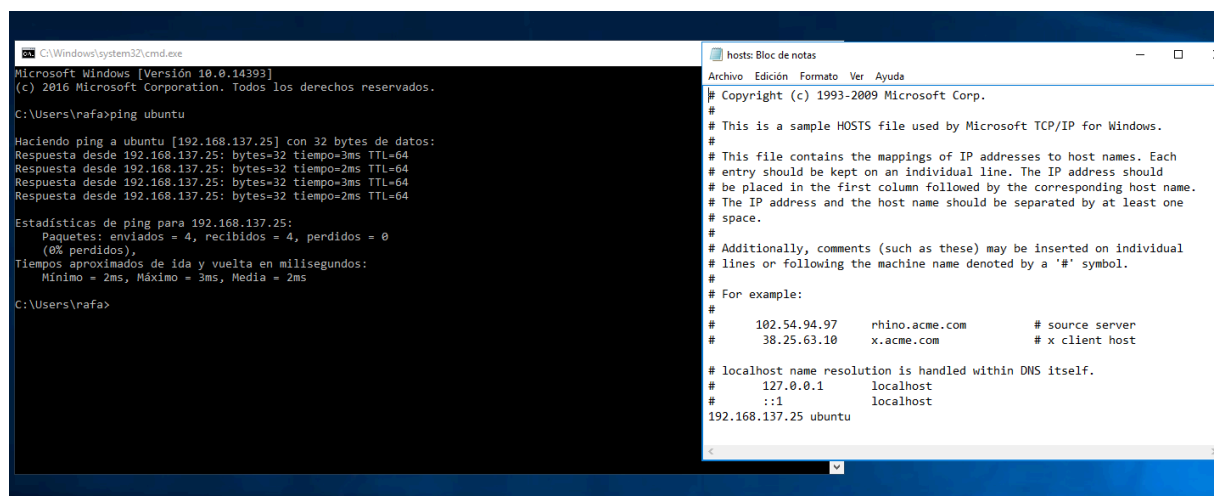 C:\Windows\system32\cmd.exe
Microsoft Windows [Versión 10.0.14393]
(c) 2016 Microsoft Corporation. Todos los derechos reservados.
C:\Users\rafa>ping ubuntu
Haciendo ping a ubuntu [192.168.137.25] con 32 bytes de datos:
Respuesta desde 192.168.137.25: bytes=32 tiempo=3ms TTL=64
Respuesta desde 192.168.137.25: bytes=32 tiempo=2ms TTL=64
Respuesta desde 192.168.137.25: bytes=32 tiempo=3ms TTL=64
Respuesta desde 192.168.137.25: bytes=32 tiempo=2ms TTL=64
Estadísticas de ping para 192.168.137.25:
    Paquetes: enviados = 4, recibidos = 4, perdidos = 0
    (0% perdidos),
Tiempos aproximados de ida y vuelta en milisegundos:
    Mínimo = 2ms, Máximo = 3ms, Media = 2ms
C:\Users\rafa>
hosts: Bloc de notas
Archivo Edición Formato Ver Ayuda
# Copyright (c) 1993-2009 Microsoft Corp.
#
# This is a sample HOSTS file used by Microsoft TCP/IP for Windows.
#
# This file contains the mappings of IP addresses to host names. Each
# entry should be kept on an individual line. The IP address should
# be placed in the first column followed by the corresponding host name.
# The IP address and the host name should be separated by at least one
# space.
#
# Additionally, comments (such as these) may be inserted on individual
# lines or following the machine name denoted by a '#' symbol.
#
# For example:
#
#      102.54.94.97     rhino.acme.com          # source server
#       38.25.63.10     x.acme.com              # x client host
# localhost name resolution is handled within DNS itself.
#       127.0.0.1       localhost
#       ::1             localhost
192.168.137.25 ubuntu